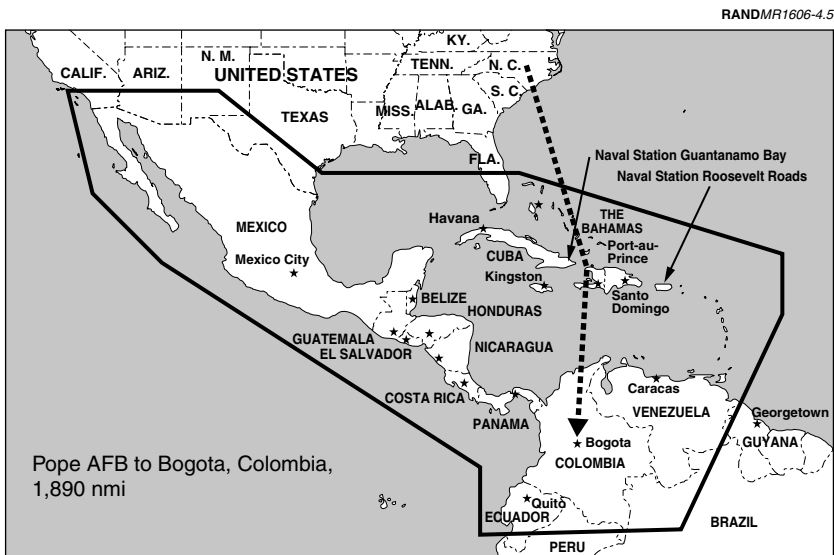 RANDMR1606-4.5
KY.
N. M.
CALIF.
ARIZ.
UNITED STATES
TENN.
N. C.
S. C.
TEXAS
MISS.
ALAB.
GA.
FLA.
Naval Station Guantanamo Bay
Naval Station Roosevelt Roads
MEXICO
Mexico City
Havana
THE
BAHAMAS
CUBA
Port-au-
Prince
Kingston
Santo
Domingo
BELIZE
HONDURAS
GUATEMALA
EL SALVADOR
NICARAGUA
COSTA RICA
PANAMA
Caracas
VENEZUELA
Georgetown
GUYANA
Bogota
COLOMBIA
Pope AFB to Bogota, Colombia,
1,890 nmi
Quito
ECUADOR
BRAZIL
PERU